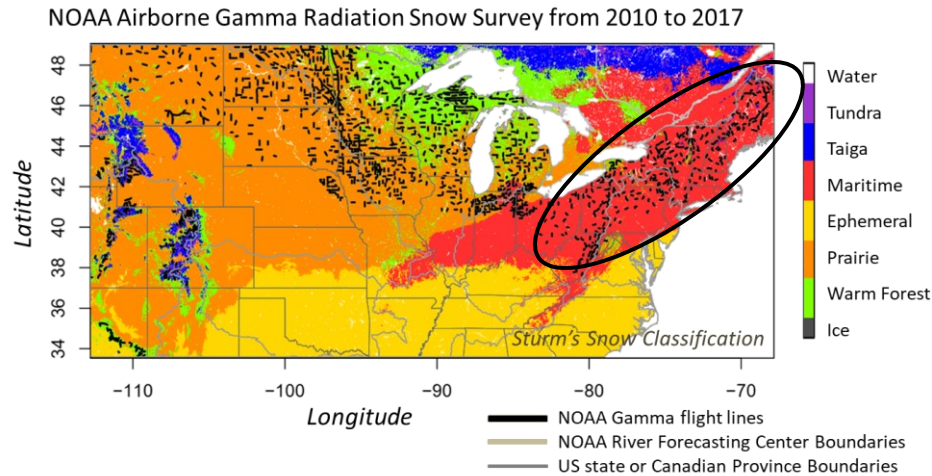 NOAA Airborne Gamma Radiation Snow Survey from 2010 to 2017
48
46
44
42
40
38
36
34
Latitude
−110
−100
−90
−80
−70
Longitude
Water
Tundra
Taiga
Maritime
Ephemeral
Prairie
Warm Forest
Ice
Sturm's Snow Classification
NOAA Gamma flight lines
NOAA River Forecasting Center Boundaries
US state or Canadian Province Boundaries